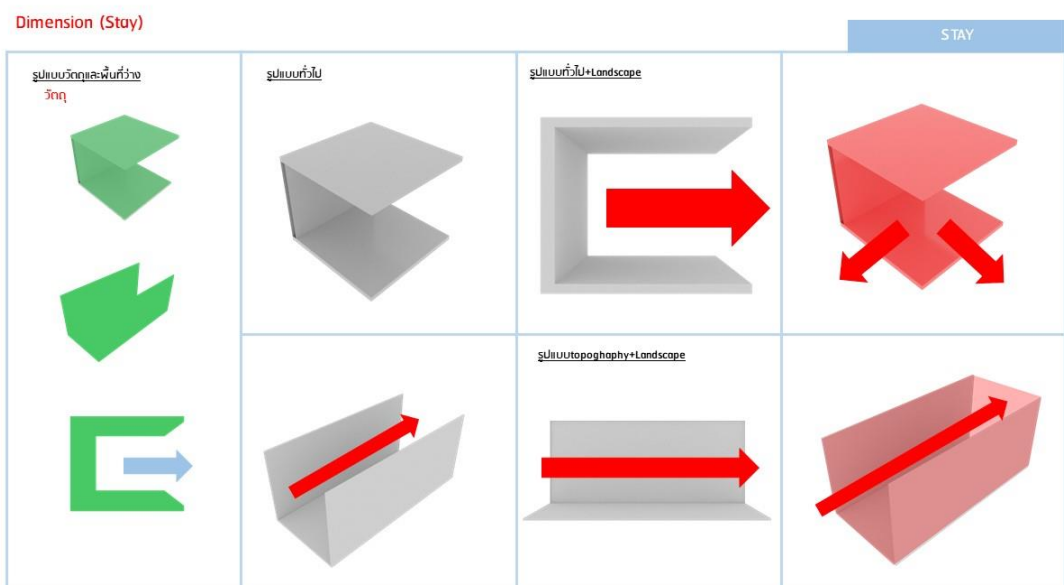 Dimension (Stay)
STAY
รูปแบบวัตถุและพื้นที่ว่าง
วัตถุ
รูปแบบทั่วไป
รูปแบบทั่วไป+Landscape
รูปแบบtopoghaphy+Landscape